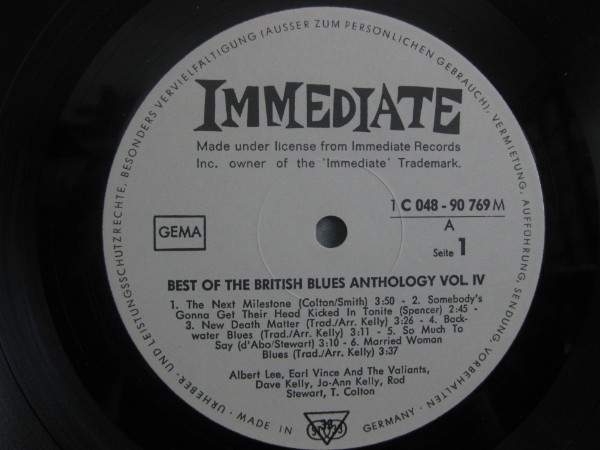 IMMEDIATE
Made under license from Immediate Records
Inc. owner of the 'Immediate' Trademark.
1 C 048 - 90 769 M
A
Seite 1
GEMA
BEST OF THE BRITISH BLUES ANTHOLOGY VOL. IV
1. The Next Milestone (Colton/Smith) 3:50 - 2. Somebody's
Gonna Get Their Head Kicked In Tonite (Spencer) 2:45 -
3. New Death Matter (Trad./Arr. Kelly) 3:26 - 4. Back-
water Blues (Trad./Arr. Kelly) 3:11 - 5. So Much To
Say (d'Abo/Stewart) 3:10 - 6. Married Woman
Blues (Trad./Arr. Kelly) 3:37
Albert Lee, Earl Vince And The Valiants,
Dave Kelly, Jo-Ann Kelly, Rod
Stewart, T. Colton
URHEBER- UND LEISTUNGSSCHUTZRECHTE, BESONDERS VERVIELFÄLTIGUNG (AUSSER ZUM PERSÖNLICHEN GEBRAUCH), VERMIETUNG, AUFFÜHRUNG, SENDUNG, VORBEHALTEN · MADE IN GERMANY ·
33